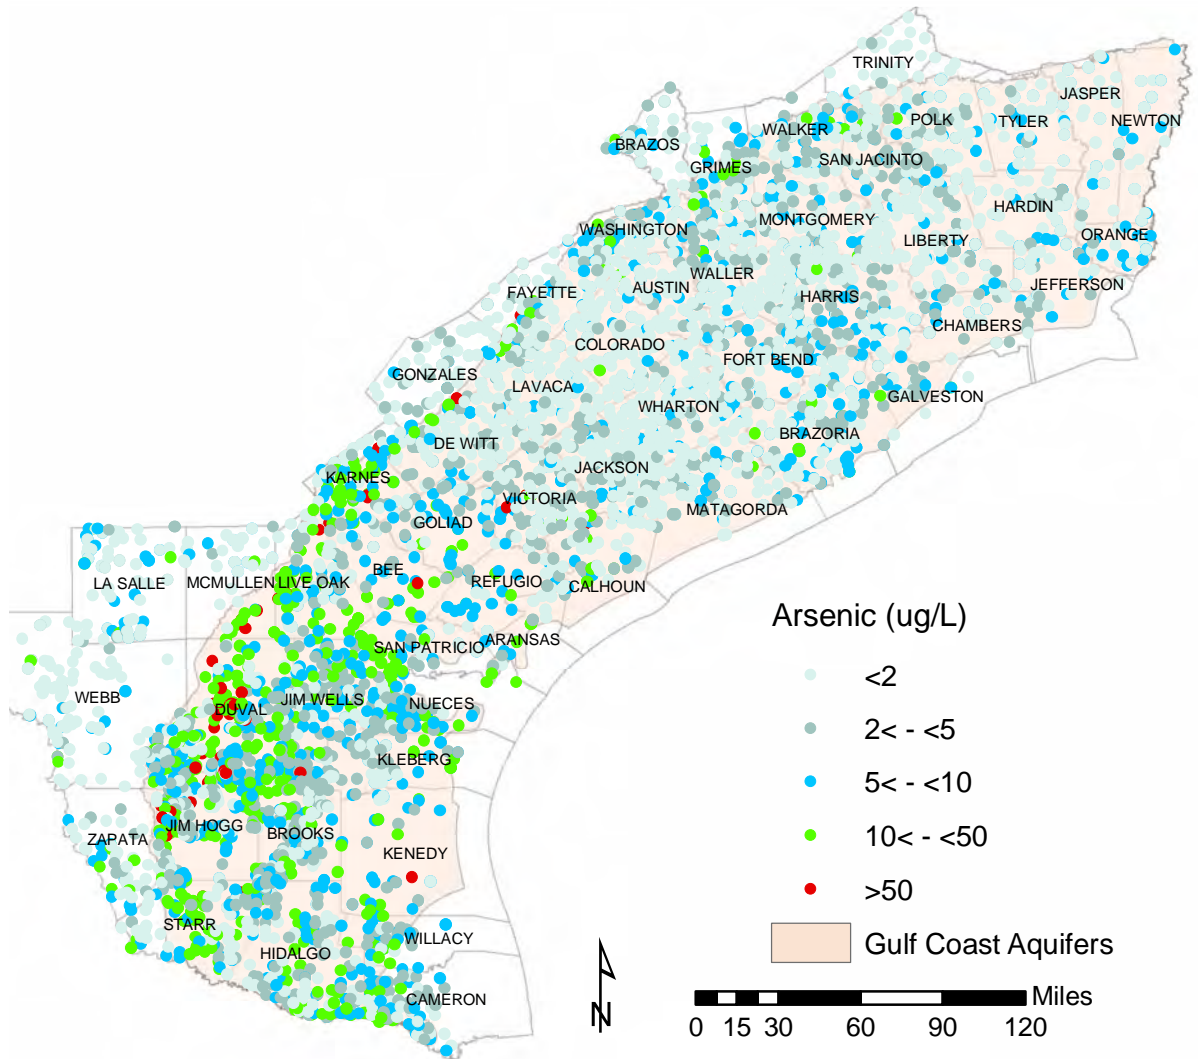 TRINITY
JASPER
POLK
TYLER
NEWTON
WALKER
BRAZOS
SAN JACINTO
GRIMES
HARDIN
MONTGOMERY
WASHINGTON
LIBERTY
ORANGE
WALLER
AUSTIN
JEFFERSON
FAYETTE
HARRIS
CHAMBERS
COLORADO
FORT BEND
GONZALES
LAVACA
GALVESTON
WHARTON
BRAZORIA
DE WITT
JACKSON
KARNES
VICTORIA
MATAGORDA
GOLIAD
BEE
LA SALLE
MCMULLEN
LIVE OAK
REFUGIO
CALHOUN
SAN PATRICIO
ARANSAS
WEBB
JIM WELLS
NUECES
DUVAL
KLEBERG
JIM HOGG
BROOKS
ZAPATA
KENEDY
STARR
WILLACY
HIDALGO
CAMERON
Arsenic (ug/L)
<2
2< - <5
5< - <10
10< - <50
>50
Gulf Coast Aquifers
N
Miles
0 15 30 60 90 120